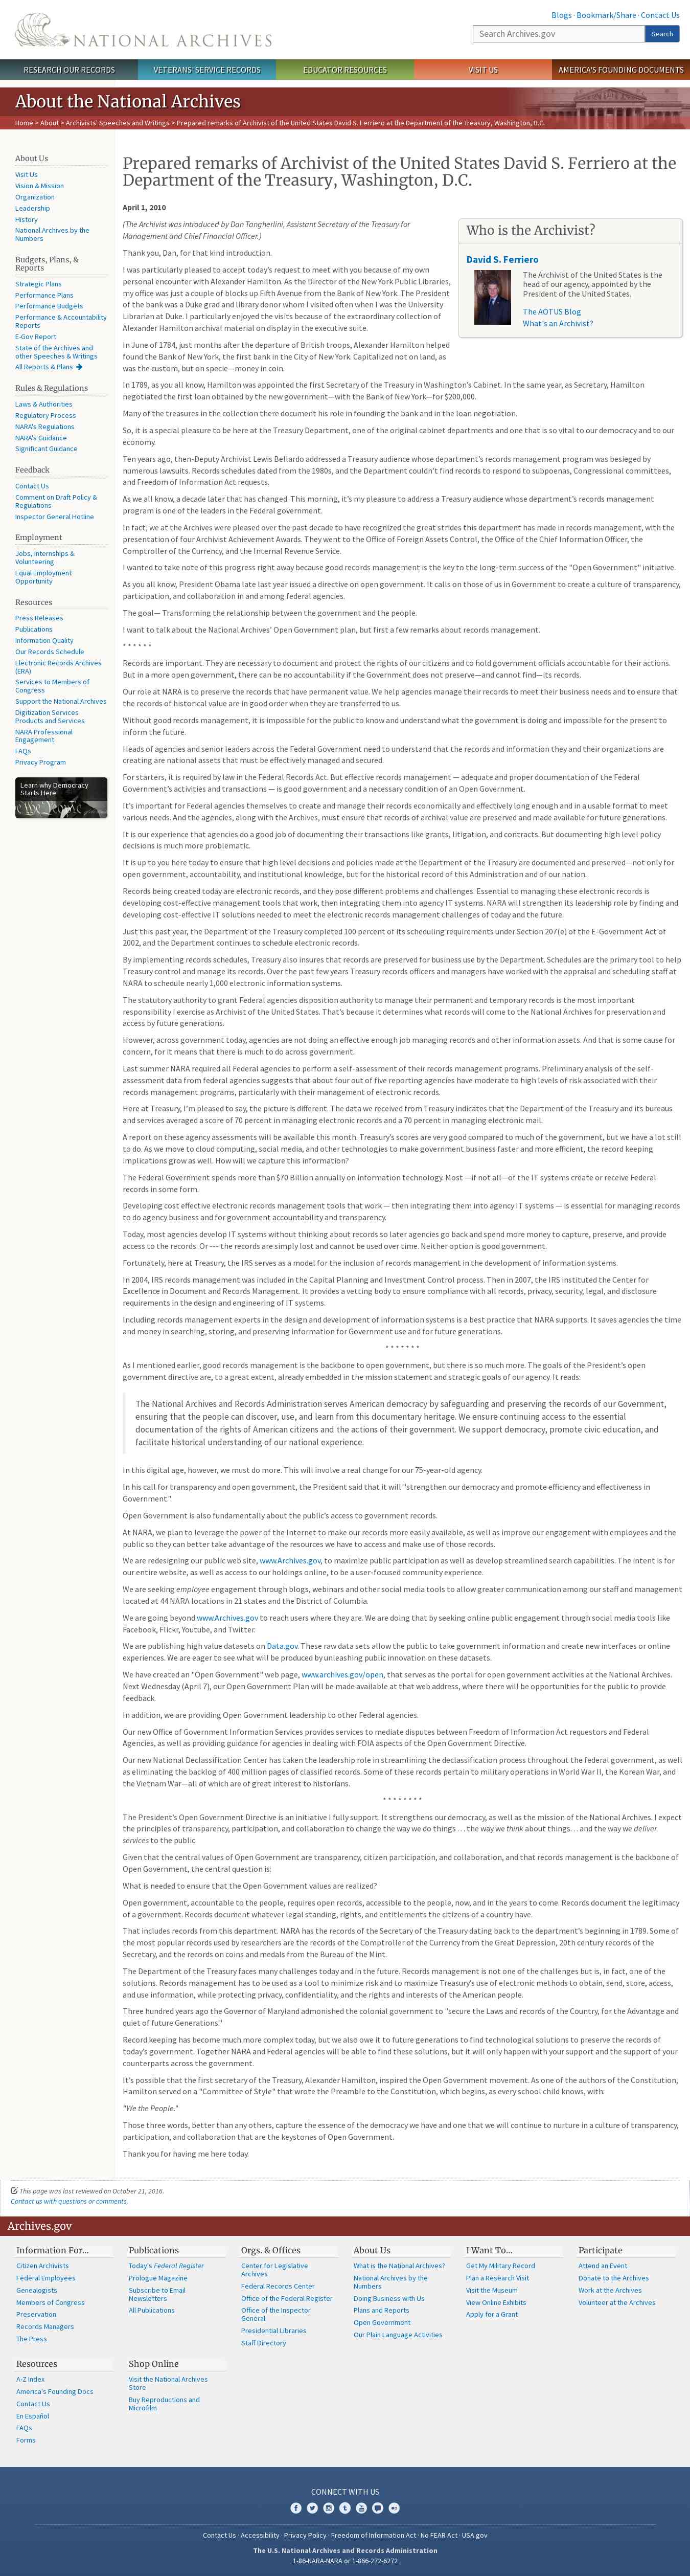 Blogs · Bookmark/Share · Contact Us
NATIONAL ARCHIVES
Search Archives.gov
Search
RESEARCH OUR RECORDS
VETERANS' SERVICE RECORDS
EDUCATOR RESOURCES
VISIT US
AMERICA'S FOUNDING DOCUMENTS
About the National Archives
Home > About > Archivists' Speeches and Writings > Prepared remarks of Archivist of the United States David S. Ferriero at the Department of the Treasury, Washington, D.C.
About Us
Visit Us
Vision & Mission
Organization
Leadership
History
National Archives by the
Numbers
Budgets, Plans, &
Reports
Strategic Plans
Performance Plans
Performance Budgets
Performance & Accountability
Reports
E-Gov Report
State of the Archives and
other Speeches & Writings
All Reports & Plans
Rules & Regulations
Laws & Authorities
Regulatory Process
NARA's Regulations
NARA's Guidance
Significant Guidance
Feedback
Contact Us
Comment on Draft Policy &
Regulations
Inspector General Hotline
Employment
Jobs, Internships &
Volunteering
Equal Employment
Opportunity
Resources
Press Releases
Publications
Information Quality
Our Records Schedule
Electronic Records Archives
(ERA)
Services to Members of
Congress
Support the National Archives
Digitization Services
Products and Services
NARA Professional
Engagement
FAQs
Privacy Program
Learn why Democracy
Starts Here
We the People
Prepared remarks of Archivist of the United States David S. Ferriero at the
Department of the Treasury, Washington, D.C.
April 1, 2010
Who is the Archivist?
David S. Ferriero
The Archivist of the United States is the
head of our agency, appointed by the
President of the United States.
The AOTUS Blog
What's an Archivist?
(The Archivist was introduced by Dan Tangherlini, Assistant Secretary of the Treasury for
Management and Chief Financial Officer.)
Thank you, Dan, for that kind introduction.
I was particularly pleased to accept today's request to meet with you because of my own
personal encounter with Alexander Hamilton. As the Director of the New York Public Libraries,
my office was just a couple of blocks up Fifth Avenue from the Bank of New York. The President
of the bank was a Duke grad and library donor whom I visited often when I was the University
Librarian at Duke. I particularly enjoyed one of his donations: the extraordinary collection of
Alexander Hamilton letters and documents on display in the executive suite.
In June of 1784, just months after the departure of British troops, Alexander Hamilton helped
found the Bank of New York, the first bank in the City of New York. Capitalized not on land, as
was the custom, but on specie—money in coin.
In 1789, as you all know, Hamilton was appointed the first Secretary of the Treasury in Washington's Cabinet. In the same year, as Secretary, Hamilton
negotiated the first loan obtained by the new government—with the Bank of New York—for $200,000.
Many of the treasures in the collection there document his role in founding the bank and in the loan negotiation.
So, it is a special pleasure to be here at the Treasury Department, one of the original cabinet departments and one that is so vital to our democracy and to our
economy.
Ten years ago, then-Deputy Archivist Lewis Bellardo addressed a Treasury audience whose department's records management program was besieged by
numerous lawsuits. Records schedules dated from the 1980s, and the Department couldn't find records to respond to subpoenas, Congressional committees,
and Freedom of Information Act requests.
As we all know, a decade later that has changed. This morning, it's my pleasure to address a Treasury audience whose department's records management
program is one of the leaders in the Federal government.
In fact, we at the Archives were pleased over the past decade to have recognized the great strides this department has made in records management, with the
presentation of four Archivist Achievement Awards. They went to the Office of Foreign Assets Control, the Office of the Chief Information Officer, the
Comptroller of the Currency, and the Internal Revenue Service.
I wanted to take note of this progress right away because good records management is the key to the long-term success of the "Open Government" initiative.
As you all know, President Obama late last year issued a directive on open government. It calls on those of us in Government to create a culture of transparency,
participation, and collaboration in and among federal agencies.
The goal— Transforming the relationship between the government and the people.
I want to talk about the National Archives' Open Government plan, but first a few remarks about records management.
* * * * * *
Records are important. They are necessary to document and protect the rights of our citizens and to hold government officials accountable for their actions.
But in many ways, records are even more important than that. A government that does not know—and cannot account for—what it is doing or what it has done
in the past is not truly accountable to anyone. But if a record doesn't exist because the Government does not preserve—and cannot find—its records.
Our role at NARA is to preserve the records that have permanent value. We help agencies manage their records to meet their business needs and to ensure that
the records of historical value are in good order when they are transferred to us.
Without good records management, it is impossible for the public to know and understand what the government is doing and impossible for the present to
inform the future.
Heads of agencies and senior leaders across the Federal Government need to understand that the records and information they and their organizations are
creating are national assets that must be managed effectively.
For starters, it is required by law in the Federal Records Act. But effective records management — adequate and proper documentation of the Federal
Government's activities and transactions — is good government and a necessary condition of an Open Government.
It's important for Federal agencies themselves to create and manage their records economically and effectively long enough and in a usable format to meet
various needs. And the agencies, along with the Archives, must ensure that records of archival value are preserved and made available for future generations.
It is our experience that agencies do a good job of documenting their transactions like grants, litigation, and contracts. But documenting high level policy
decisions is much more problematic.
It is up to you here today to ensure that high level decisions and policies made at the Department of the Treasury are documented and preserved—not only for
open government, accountability, and institutional knowledge, but for the historical record of this Administration and of our nation.
Records being created today are electronic records, and they pose different problems and challenges. Essential to managing these electronic records is
developing cost-effective management tools that work, then integrating them into agency IT systems. NARA will strengthen its leadership role by finding and
developing cost-effective IT solutions needed to meet the electronic records management challenges of today and the future.
Just this past year, the Department of the Treasury completed 100 percent of its scheduling requirements under Section 207(e) of the E-Government Act of
2002, and the Department continues to schedule electronic records.
By implementing records schedules, Treasury also insures that records are preserved for business use by the Department. Schedules are the primary tool to help
Treasury control and manage its records. Over the past few years Treasury records officers and managers have worked with the appraisal and scheduling staff at
NARA to schedule nearly 1,000 electronic information systems.
The statutory authority to grant Federal agencies disposition authority to manage their permanent and temporary records is the most important
responsibility I exercise as Archivist of the United States. That's because it determines what records will come to the National Archives for preservation and
access by future generations.
However, across government today, agencies are not doing an effective enough job managing records and other information assets. And that is some cause for
concern, for it means that there is much to do across government.
Last summer NARA required all Federal agencies to perform a self-assessment of their records management programs. Preliminary analysis of the self-
assessment data from federal agencies suggests that about four out of five reporting agencies have moderate to high levels of risk associated with their
records management programs, specifically electronic records.
Here at Treasury, I'm pleased to say, the picture is different. The data we received from Treasury indicates that the Department of the Treasury and its bureaus
and services averaged a score of 70 percent in managing electronic records and a 70 percent in managing electronic mail.
A report on these agency assessments will be available this month. Treasury's scores are very good compared to much of the government, but we have a lot still
to do. As we move to cloud computing, social media, and other technologies to make government more business-friendly and efficient, the record keeping
implications grow as well. How will we capture this information?
The Federal Government spends more than $70 Billion annually on information technology. Most —if not all—of the IT systems create or receive Federal
records in some form.
Developing cost effective electronic records management tools that work — then integrating them into agency IT systems — is essential for managing records
to do agency business and for government accountability and transparency.
Today, most agencies develop IT systems without thinking about records so later agencies go back and spend more money to capture, preserve, and provide
access to the records. Or --- the records are simply lost and cannot be used over time. Neither option is good government.
Fortunately, here at Treasury, the IRS serves as a model for the inclusion of records management in the development of information systems.
In 2004, IRS records management was included in the Capital Planning and Investment Control process. Then in 2007, the IRS instituted the Center for
Excellence in Document and Records Management. It provides a vetting body to ensure compliance with all records, privacy, security, legal, and disclosure
requirements in the design and engineering of IT systems.
Including records management experts in the design and development of information systems is a best practice that NARA supports. It saves agencies the time
and money in searching, storing, and preserving information for Government use and for future generations.
* * * * * * *
As I mentioned earlier, good records management is the backbone to open government, but there is so much more. The goals of the President's open
government directive are, to a great extent, already embedded in the mission statement and strategic goals of our agency. It reads:
The National Archives and Records Administration serves American democracy by safeguarding and preserving the records of our Government,
ensuring that the people can discover, use, and learn from this documentary heritage. We ensure continuing access to the essential
documentation of the rights of American citizens and the actions of their government. We support democracy, promote civic education, and
facilitate historical understanding of our national experience.
In this digital age, however, we must do more. This will involve a real change for our 75-year-old agency.
In his call for transparency and open government, the President said that it will "strengthen our democracy and promote efficiency and effectiveness in
Government."
Open Government is also fundamentally about the public's access to government records.
At NARA, we plan to leverage the power of the Internet to make our records more easily available, as well as improve our engagement with employees and the
public so they can better take advantage of the resources we have to access and make use of those records.
We are redesigning our public web site, www.Archives.gov, to maximize public participation as well as develop streamlined search capabilities. The intent is for
our entire website, as well as access to our holdings online, to be a user-focused community experience.
We are seeking employee engagement through blogs, webinars and other social media tools to allow greater communication among our staff and management
located at 44 NARA locations in 21 states and the District of Columbia.
We are going beyond www.Archives.gov to reach users where they are. We are doing that by seeking online public engagement through social media tools like
Facebook, Flickr, Youtube, and Twitter.
We are publishing high value datasets on Data.gov. These raw data sets allow the public to take government information and create new interfaces or online
experiences. We are eager to see what will be produced by unleashing public innovation on these datasets.
We have created an "Open Government" web page, www.archives.gov/open, that serves as the portal for open government activities at the National Archives.
Next Wednesday (April 7), our Open Government Plan will be made available at that web address, where there will be opportunities for the public to provide
feedback.
In addition, we are providing Open Government leadership to other Federal agencies.
Our new Office of Government Information Services provides services to mediate disputes between Freedom of Information Act requestors and Federal
Agencies, as well as providing guidance for agencies in dealing with FOIA aspects of the Open Government Directive.
Our new National Declassification Center has taken the leadership role in streamlining the declassification process throughout the federal government, as well
as eliminating the backlog of 400 million pages of classified records. Some of these records pertain to military operations in World War II, the Korean War, and
the Vietnam War—all of which are of great interest to historians.
* * * * * * * *
The President's Open Government Directive is an initiative I fully support. It strengthens our democracy, as well as the mission of the National Archives. I expect
the principles of transparency, participation, and collaboration to change the way we do things . . . the way we think about things. . . and the way we deliver
services to the public.
Given that the central values of Open Government are transparency, citizen participation, and collaboration, and that records management is the backbone of
Open Government, the central question is:
What is needed to ensure that the Open Government values are realized?
Open government, accountable to the people, requires open records, accessible to the people, now, and in the years to come. Records document the legitimacy
of a government. Records document whatever legal standing, rights, and entitlements the citizens of a country have.
That includes records from this department. NARA has the records of the Secretary of the Treasury dating back to the department's beginning in 1789. Some of
the most popular records used by researchers are the records of the Comptroller of the Currency from the Great Depression, 20th century records of the
Secretary, and the records on coins and medals from the Bureau of the Mint.
The Department of the Treasury faces many challenges today and in the future. Records management is not one of the challenges but is, in fact, one of the
solutions. Records management has to be used as a tool to minimize risk and to maximize Treasury's use of electronic methods to obtain, send, store, access,
and use information, while protecting privacy, confidentiality, and the rights and interests of the American people.
Three hundred years ago the Governor of Maryland admonished the colonial government to "secure the Laws and records of the Country, for the Advantage and
quiet of future Generations."
Record keeping has become much more complex today, but we also owe it to future generations to find technological solutions to preserve the records of
today's government. Together NARA and Federal agencies will be able to find these solutions, but it will only happen with your support and the support of your
counterparts across the government.
It's possible that the first secretary of the Treasury, Alexander Hamilton, inspired the Open Government movement. As one of the authors of the Constitution,
Hamilton served on a "Committee of Style" that wrote the Preamble to the Constitution, which begins, as every school child knows, with:
"We the People."
Those three words, better than any others, capture the essence of the democracy we have and one that we will continue to nurture in a culture of transparency,
participation, and collaboration that are the keystones of Open Government.
Thank you for having me here today.
This page was last reviewed on October 21, 2016.
Contact us with questions or comments.
Archives.gov
Information For…
Citizen Archivists
Federal Employees
Genealogists
Members of Congress
Preservation
Records Managers
The Press
Publications
Today's Federal Register
Prologue Magazine
Subscribe to Email
Newsletters
All Publications
Orgs. & Offices
Center for Legislative
Archives
Federal Records Center
Office of the Federal Register
Office of the Inspector
General
Presidential Libraries
Staff Directory
About Us
What is the National Archives?
National Archives by the
Numbers
Doing Business with Us
Plans and Reports
Open Government
Our Plain Language Activities
I Want To…
Get My Military Record
Plan a Research Visit
Visit the Museum
View Online Exhibits
Apply for a Grant
Participate
Attend an Event
Donate to the Archives
Work at the Archives
Volunteer at the Archives
Resources
A-Z Index
America's Founding Docs
Contact Us
En Español
FAQs
Forms
Shop Online
Visit the National Archives
Store
Buy Reproductions and
Microfilm
CONNECT WITH US
Contact Us · Accessibility · Privacy Policy · Freedom of Information Act · No FEAR Act · USA.gov
The U.S. National Archives and Records Administration
1-86-NARA-NARA or 1-866-272-6272